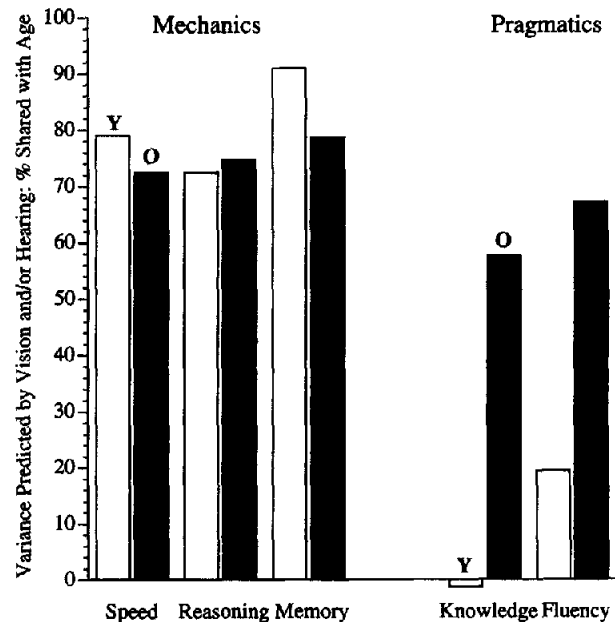 Variance Predicted by Vision and/or Hearing: % Shared with Age
100
90
80
70
60
50
40
30
20
10
0
Mechanics
Pragmatics
Y
O
O
Y
Speed Reasoning Memory
Knowledge Fluency